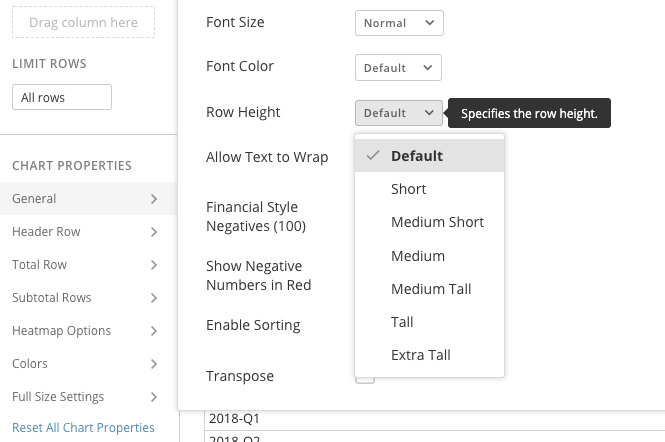 Drag column here
LIMIT ROWS
All rows
CHART PROPERTIES
General
Header Row
Total Row
Subtotal Rows
Heatmap Options
Colors
Full Size Settings
Reset All Chart Properties
Font Size
Normal
Font Color
Default
Row Height
Default
Specifies the row height.
Allow Text to Wrap
Financial Style
Negatives (100)
Show Negative
Numbers in Red
Enable Sorting
Transpose
Default
Short
Medium Short
Medium
Medium Tall
Tall
Extra Tall
2018-Q1
2018-Q2